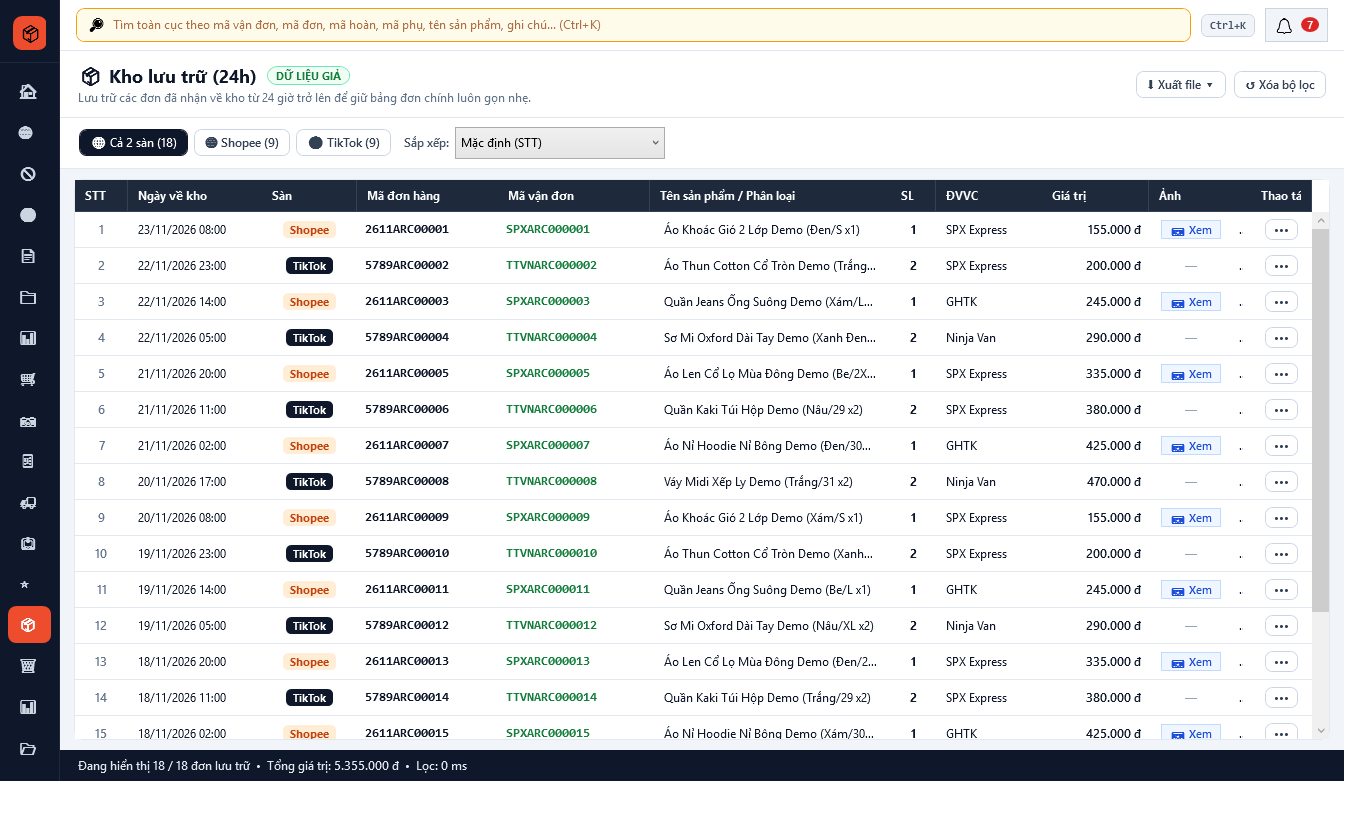 Tìm toàn cục theo mã vận đơn, mã đơn, mã hoàn, mã phụ, tên sản phẩm, ghi chú... (Ctrl+K)
Ctrl+K
7
Kho lưu trữ (24h)
DỮ LIỆU GIẢ
Lưu trữ các đơn đã nhận về kho từ 24 giờ trở lên để giữ bảng đơn chính luôn gọn nhẹ.
⬇ Xuất file ▾
↺ Xóa bộ lọc
Cả 2 sàn (18)
Shopee (9)
TikTok (9)
Sắp xếp:
Mặc định (STT)
STT Ngày về kho Sàn Mã đơn hàng Mã vận đơn Tên sản phẩm / Phân loại SL ĐVVC Giá trị Ảnh Thao tá
1 23/11/2026 08:00 Shopee 2611ARC00001 SPXARC000001 Áo Khoác Gió 2 Lớp Demo (Đen/S x1) 1 SPX Express 155.000 đ Xem .. •••
2 22/11/2026 23:00 TikTok 5789ARC00002 TTVNARC000002 Áo Thun Cotton Cổ Tròn Demo (Trắng... 2 SPX Express 200.000 đ — .. •••
3 22/11/2026 14:00 Shopee 2611ARC00003 SPXARC000003 Quần Jeans Ống Suông Demo (Xám/L... 1 GHTK 245.000 đ Xem .. •••
4 22/11/2026 05:00 TikTok 5789ARC00004 TTVNARC000004 Sơ Mi Oxford Dài Tay Demo (Xanh Đen... 2 Ninja Van 290.000 đ — .. •••
5 21/11/2026 20:00 Shopee 2611ARC00005 SPXARC000005 Áo Len Cổ Lọ Mùa Đông Demo (Be/2X... 1 SPX Express 335.000 đ Xem .. •••
6 21/11/2026 11:00 TikTok 5789ARC00006 TTVNARC000006 Quần Kaki Túi Hộp Demo (Nâu/29 x2) 2 SPX Express 380.000 đ — .. •••
7 21/11/2026 02:00 Shopee 2611ARC00007 SPXARC000007 Áo Nỉ Hoodie Nỉ Bông Demo (Đen/30... 1 GHTK 425.000 đ Xem .. •••
8 20/11/2026 17:00 TikTok 5789ARC00008 TTVNARC000008 Váy Midi Xếp Ly Demo (Trắng/31 x2) 2 Ninja Van 470.000 đ — .. •••
9 20/11/2026 08:00 Shopee 2611ARC00009 SPXARC000009 Áo Khoác Gió 2 Lớp Demo (Xám/S x1) 1 SPX Express 155.000 đ Xem .. •••
10 19/11/2026 23:00 TikTok 5789ARC00010 TTVNARC000010 Áo Thun Cotton Cổ Tròn Demo (Xanh... 2 SPX Express 200.000 đ — .. •••
11 19/11/2026 14:00 Shopee 2611ARC00011 SPXARC000011 Quần Jeans Ống Suông Demo (Be/L x1) 1 GHTK 245.000 đ Xem .. •••
12 19/11/2026 05:00 TikTok 5789ARC00012 TTVNARC000012 Sơ Mi Oxford Dài Tay Demo (Nâu/XL x2) 2 Ninja Van 290.000 đ — .. •••
13 18/11/2026 20:00 Shopee 2611ARC00013 SPXARC000013 Áo Len Cổ Lọ Mùa Đông Demo (Đen/2... 1 SPX Express 335.000 đ Xem .. •••
14 18/11/2026 11:00 TikTok 5789ARC00014 TTVNARC000014 Quần Kaki Túi Hộp Demo (Trắng/29 x2) 2 SPX Express 380.000 đ — .. •••
15 18/11/2026 02:00 Shopee 2611ARC00015 SPXARC000015 Áo Nỉ Hoodie Nỉ Bông Demo (Xám/30... 1 GHTK 425.000 đ Xem .. •••
Đang hiển thị 18 / 18 đơn lưu trữ • Tổng giá trị: 5.355.000 đ • Lọc: 0 ms